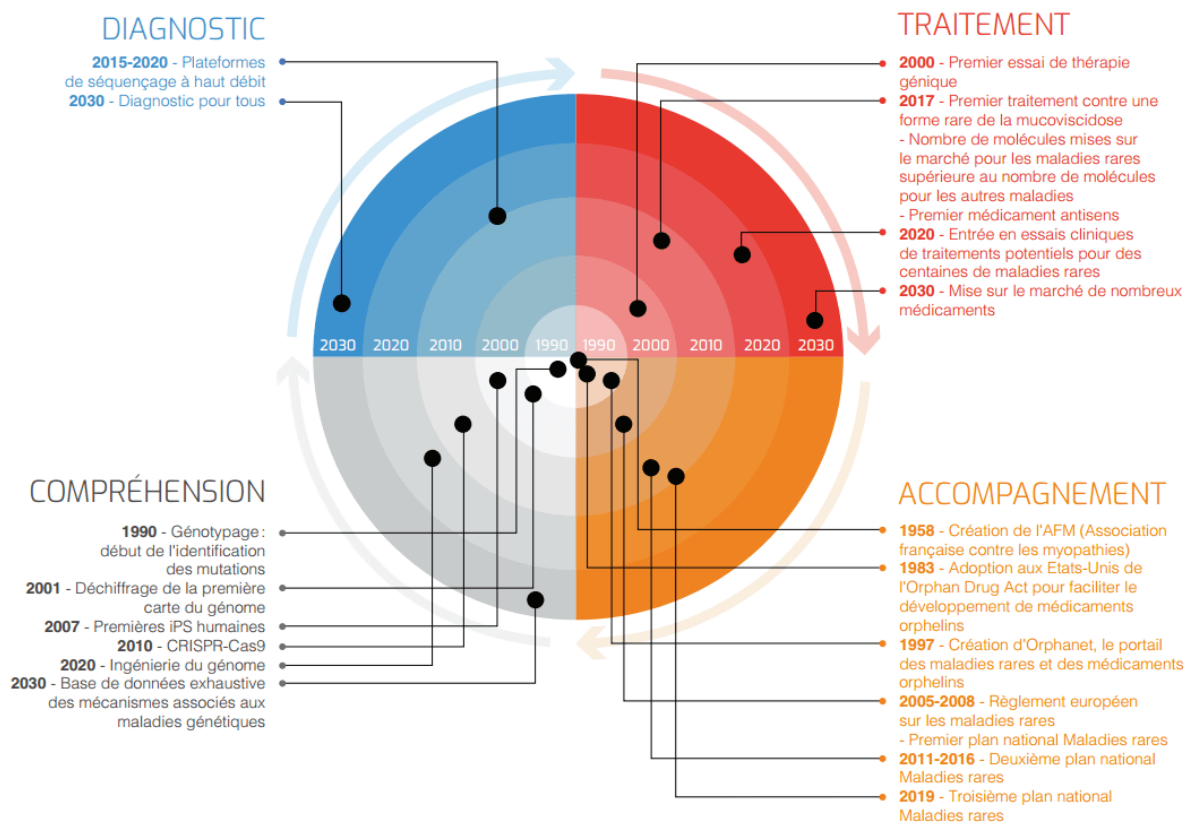 DIAGNOSTIC
2015-2020 - Plateformes
de séquençage à haut débit
2030 - Diagnostic pour tous
TRAITEMENT
2000 - Premier essai de thérapie
génique
2017 - Premier traitement contre une
forme rare de la mucoviscidose
- Nombre de molécules mises sur
le marché pour les maladies rares
supérieure au nombre de molécules
pour les autres maladies
- Premier médicament antisens
2020 - Entrée en essais cliniques
de traitements potentiels pour des
centaines de maladies rares
2030 - Mise sur le marché de nombreux
médicaments
2030 2020 2010 2000 1990 1990 2000 2010 2020 2030
COMPRÉHENSION
1990 - Génotypage :
début de l'identification
des mutations
2001 - Déchiffrage de la première
carte du génome
2007 - Premières iPS humaines
2010 - CRISPR-Cas9
2020 - Ingénierie du génome
2030 - Base de données exhaustive
des mécanismes associés aux
maladies génétiques
ACCOMPAGNEMENT
1958 - Création de l'AFM (Association
française contre les myopathies)
1983 - Adoption aux Etats-Unis de
l'Orphan Drug Act pour faciliter le
développement de médicaments
orphelins
1997 - Création d'Orphanet, le portail
des maladies rares et des médicaments
orphelins
2005-2008 - Règlement européen
sur les maladies rares
- Premier plan national Maladies rares
2011-2016 - Deuxième plan national
Maladies rares
2019 - Troisième plan national
Maladies rares